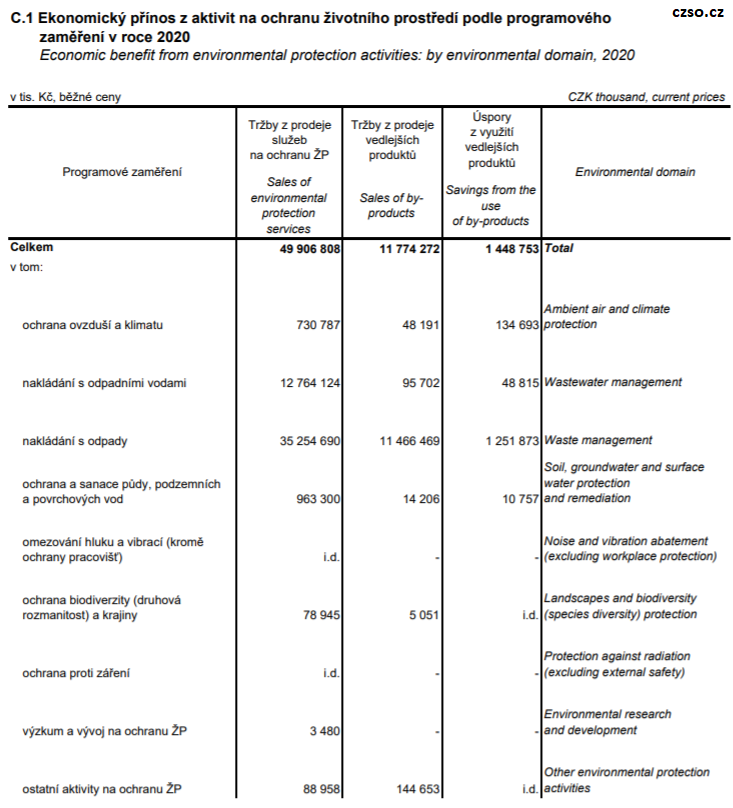 C.1 Ekonomický přínos z aktivit na ochranu životního prostředí podle programového
zaměření v roce 2020
czso.cz
Economic benefit from environmental protection activities: by environmental domain, 2020
v tis. Kč, běžné ceny
CZK thousand, current prices
Programové zaměření
Tržby z prodeje
služeb
na ochranu ŽP
Sales of
environmental
protection
services
Tržby z prodeje
vedlejších
produktů
Sales of by-
products
Úspory
z využití
vedlejších
produktů
Savings from the
use
of by-products
Environmental domain
Celkem 49 906 808 11 774 272 1 448 753 Total
v tom:
Ambient air and climate
ochrana ovzduší a klimatu 730 787 48 191 134 693 protection
nakládání s odpadními vodami 12 764 124 95 702 48 815 Wastewater management
nakládání s odpady 35 254 690 11 466 469 1 251 873 Waste management
Soil, groundwater and surface
ochrana a sanace půdy, podzemních water protection
a povrchových vod 963 300 14 206 10 757 and remediation
omezování hluku a vibrací (kromě Noise and vibration abatement
ochrany pracovišť) i.d. - - (excluding workplace protection)
ochrana biodiverzity (druhová Landscapes and biodiversity
rozmanitost) a krajiny 78 945 5 051 i.d. (species diversity) protection
Protection against radiation
ochrana proti záření i.d. - - (excluding external safety)
Environmental research
výzkum a vývoj na ochranu ŽP 3 480 - - and development
Other environmental protection
ostatní aktivity na ochranu ŽP 88 958 144 653 i.d. activities